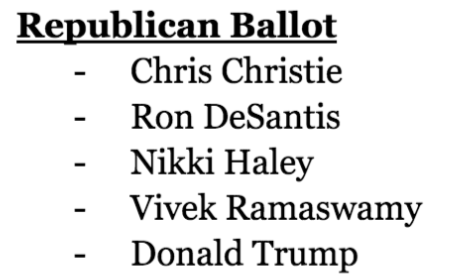 Republican Ballot
- Chris Christie
- Ron DeSantis
- Nikki Haley
- Vivek Ramaswamy
- Donald Trump